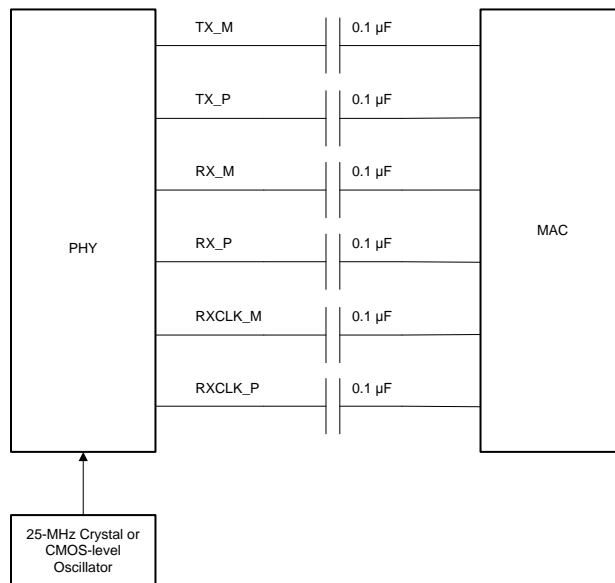 TX_M 0.1 µF
TX_P 0.1 µF
RX_M 0.1 µF
PHY
MAC
RX_P 0.1 µF
RXCLK_M 0.1 µF
RXCLK_P 0.1 µF
25-MHz Crystal or
CMOS-level
Oscillator